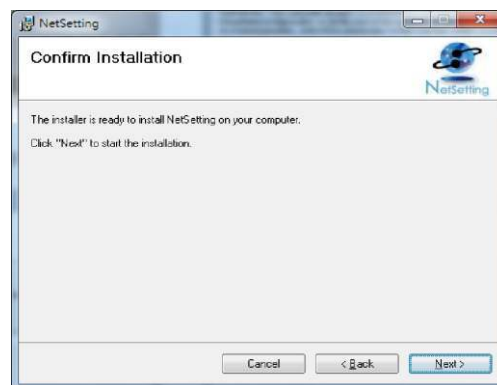 NetSetting
Confirm Installation
NetSetting
The installer is ready to install NetSetting on your computer.
Click "Next" to start the installation.
Cancel
< Back
Next >